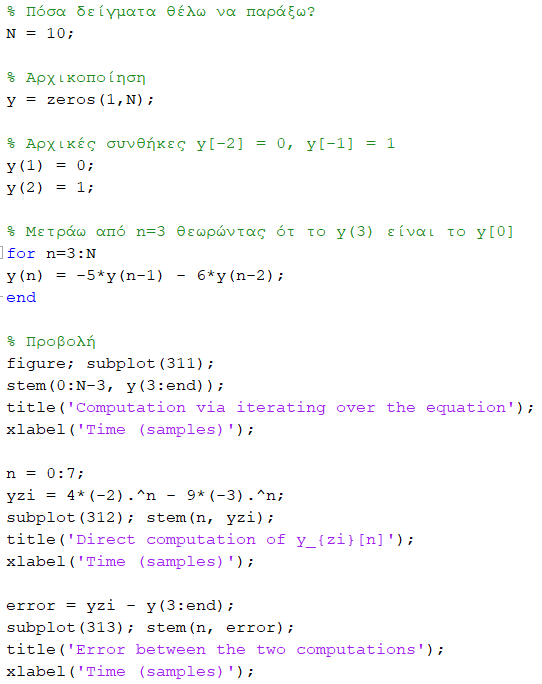 % Πόσα δείγματα θέλω να παράξω?
N = 10;
% Αρχικοποίηση
y = zeros(1,N);
% Αρχικές συνθήκες y[-2] = 0, y[-1] = 1
y(1) = 0;
y(2) = 1;
% Μετράω από n=3 θεωρώντας ότ το y(3) είναι το y[0]
for n=3:N
y(n) = -5*y(n-1) - 6*y(n-2);
end
% Προβολή
figure; subplot(311);
stem(0:N-3, y(3:end));
title('Computation via iterating over the equation');
xlabel('Time (samples)');
n = 0:7;
yzi = 4*(-2).^n - 9*(-3).^n;
subplot(312); stem(n, yzi);
title('Direct computation of y_{zi}[n]');
xlabel('Time (samples)');
error = yzi - y(3:end);
subplot(313); stem(n, error);
title('Error between the two computations');
xlabel('Time (samples)');